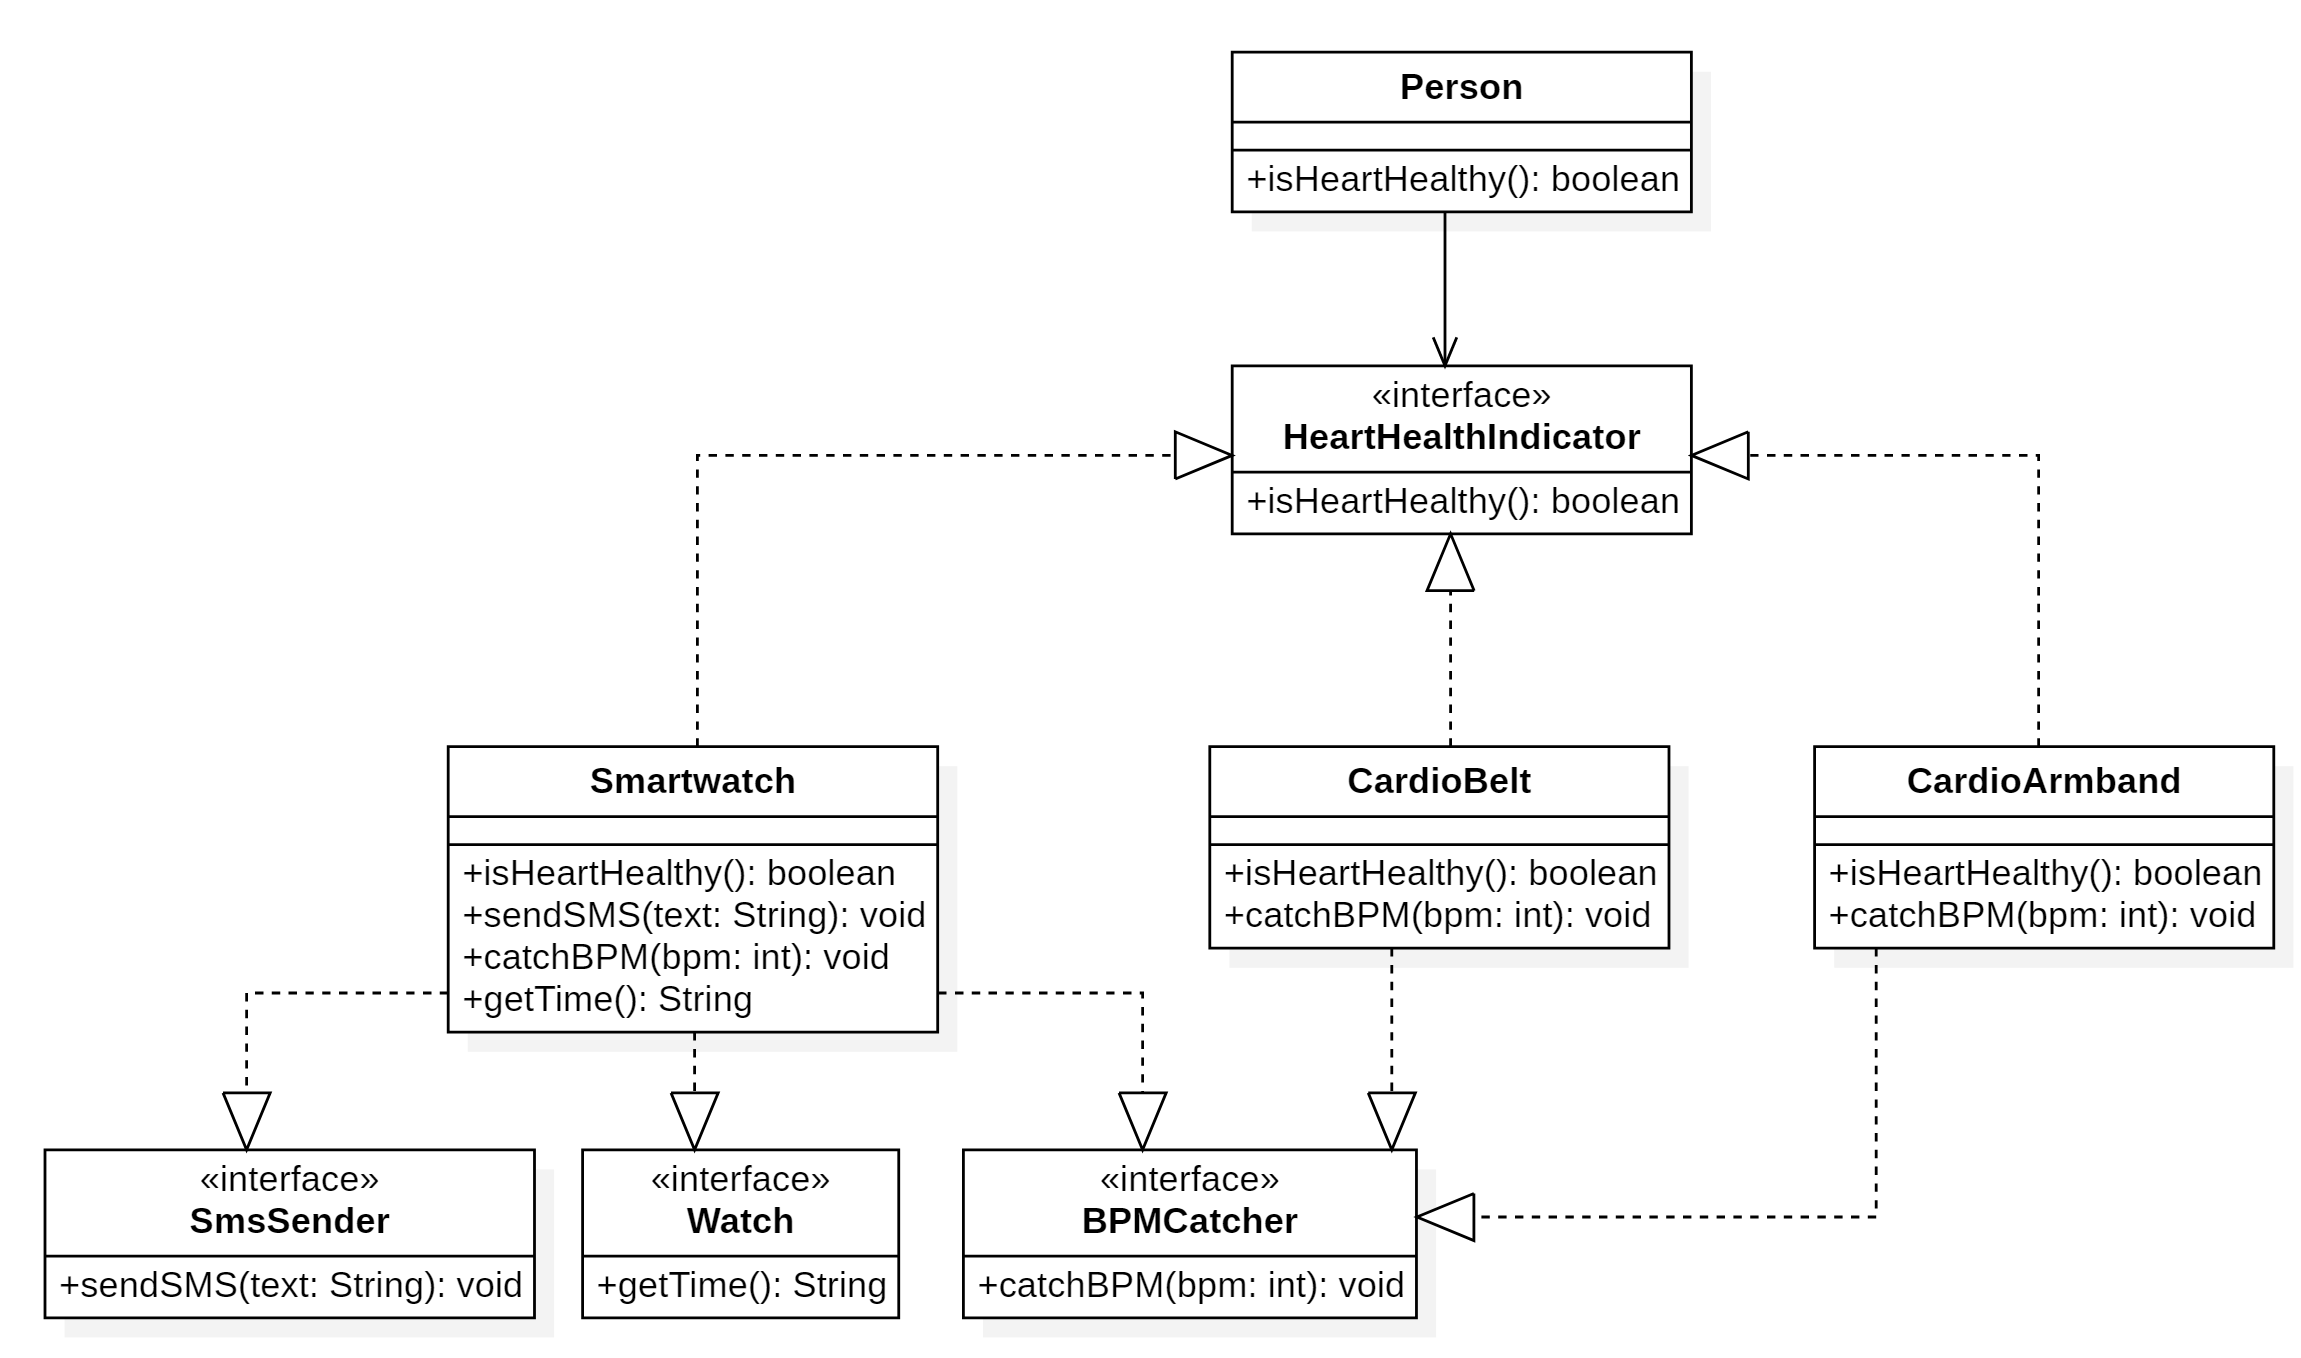 Person
+isHeartHealthy(): boolean
«interface»
HeartHealthIndicator
+isHeartHealthy(): boolean
Smartwatch
+isHeartHealthy(): boolean
+sendSMS(text: String): void
+catchBPM(bpm: int): void
+getTime(): String
CardioBelt
+isHeartHealthy(): boolean
+catchBPM(bpm: int): void
CardioArmband
+isHeartHealthy(): boolean
+catchBPM(bpm: int): void
«interface»
SmsSender
+sendSMS(text: String): void
«interface»
Watch
+getTime(): String
«interface»
BPMCatcher
+catchBPM(bpm: int): void